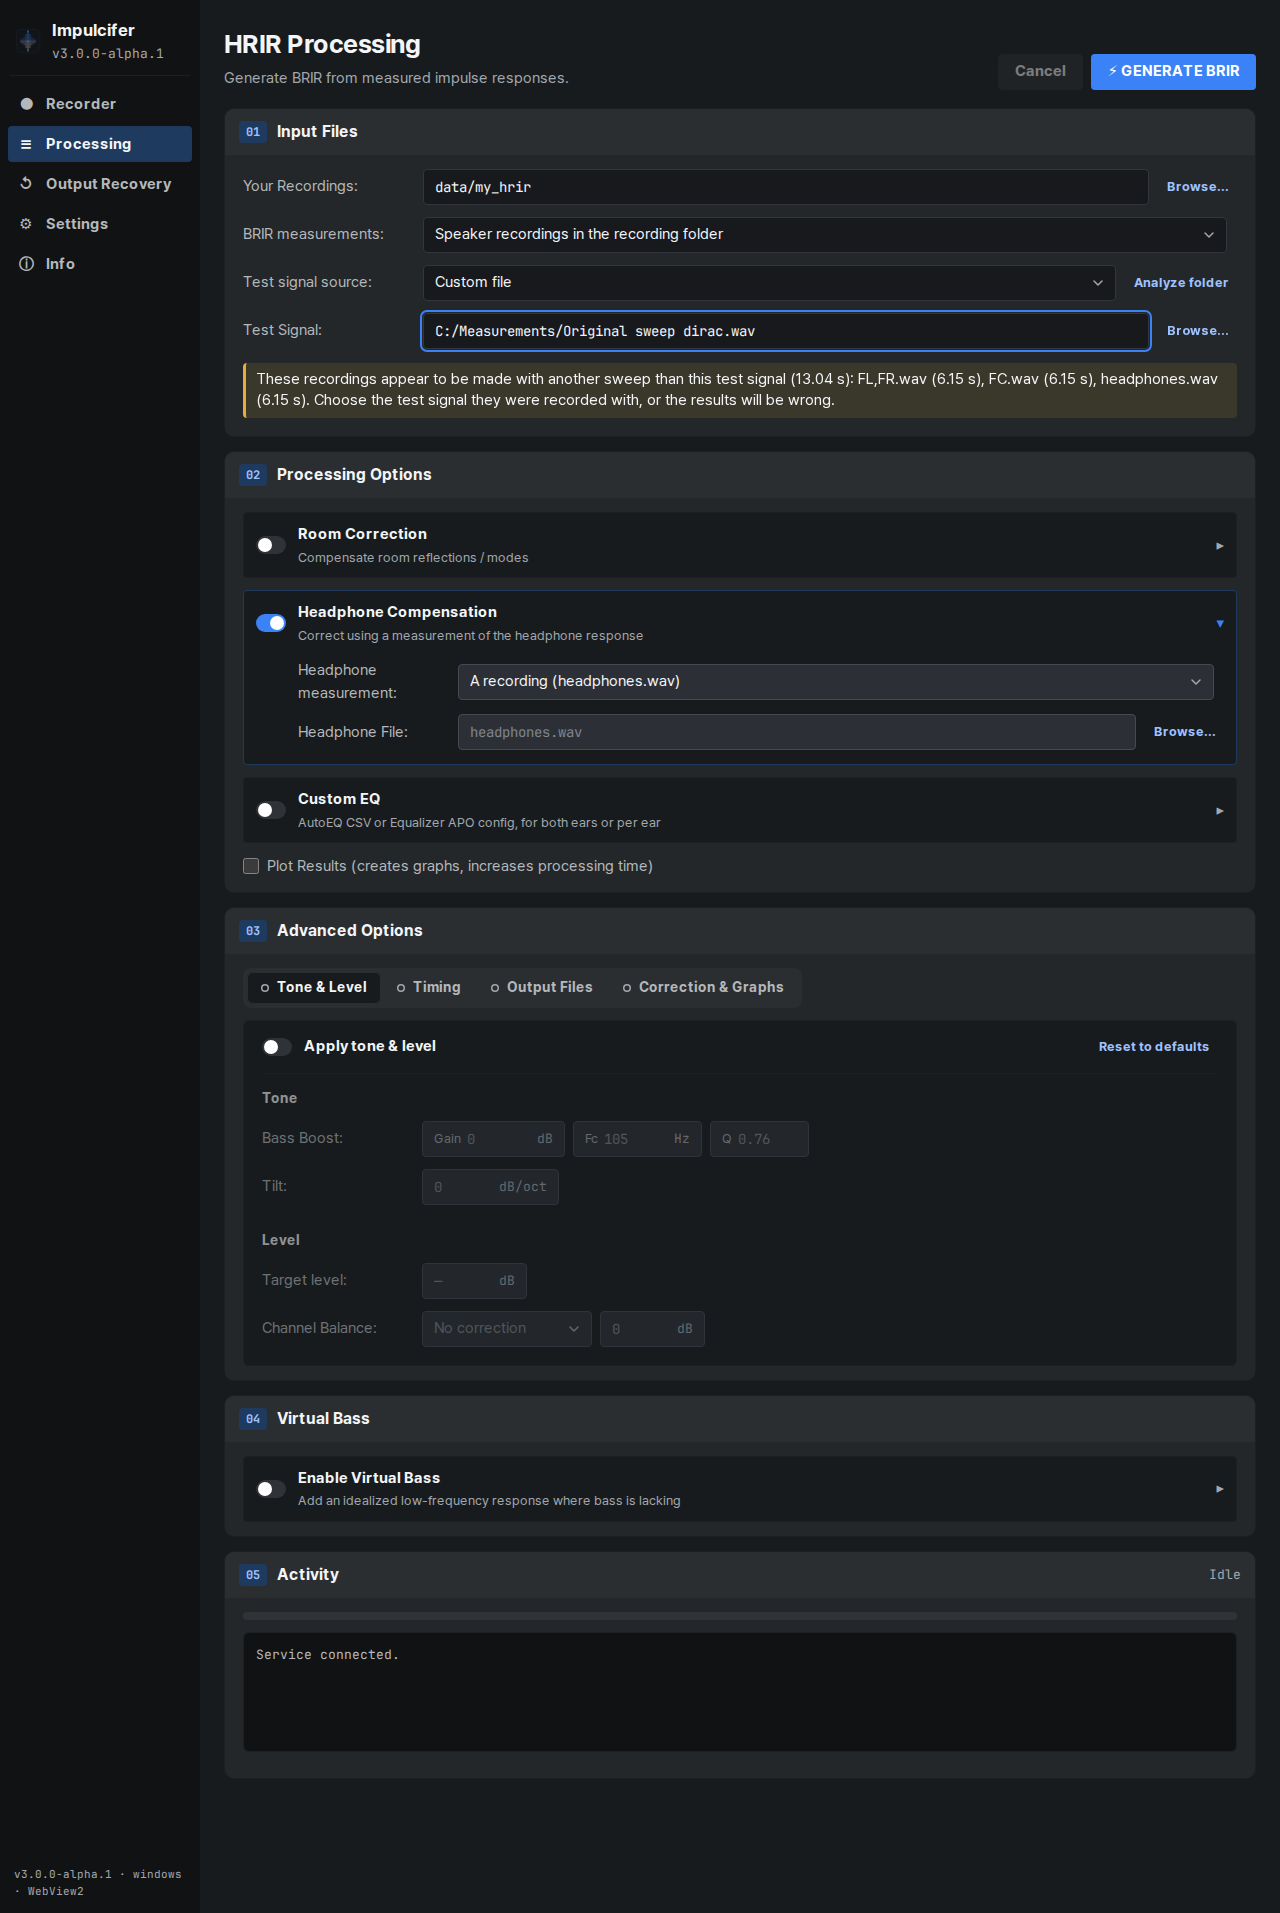 Impulcifer
v3.0.0-alpha.1
Recorder
Processing
Output Recovery
Settings
Info
HRIR Processing
Generate BRIR from measured impulse responses.
Cancel
⚡ GENERATE BRIR
01 Input Files
Your Recordings: data/my_hrir Browse...
BRIR measurements: Speaker recordings in the recording folder
Test signal source: Custom file Analyze folder
Test Signal: C:/Measurements/Original sweep dirac.wav Browse...
These recordings appear to be made with another sweep than this test signal (13.04 s): FL,FR.wav (6.15 s), FC.wav (6.15 s), headphones.wav
(6.15 s). Choose the test signal they were recorded with, or the results will be wrong.
02 Processing Options
Room Correction
Compensate room reflections / modes
Headphone Compensation
Correct using a measurement of the headphone response
Headphone
measurement:
A recording (headphones.wav)
Headphone File: headphones.wav Browse...
Custom EQ
AutoEQ CSV or Equalizer APO config, for both ears or per ear
Plot Results (creates graphs, increases processing time)
03 Advanced Options
Tone & Level Timing Output Files Correction & Graphs
Apply tone & level Reset to defaults
Tone
Bass Boost: Gain 0 dB Fc 105 Hz Q 0.76
Tilt: 0 dB/oct
Level
Target level: — dB
Channel Balance: No correction 0 dB
04 Virtual Bass
Enable Virtual Bass
Add an idealized low-frequency response where bass is lacking
05 Activity Idle
Service connected.
v3.0.0-alpha.1 · windows
· WebView2